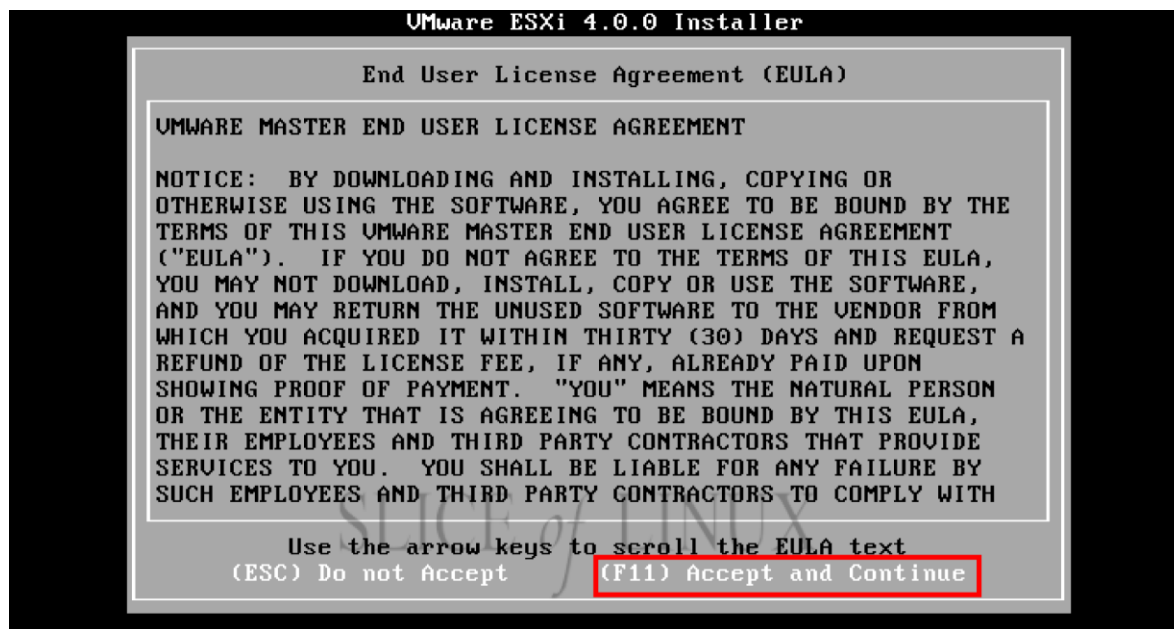 VMware ESXi 4.0.0 Installer
End User License Agreement (EULA)
VMWARE MASTER END USER LICENSE AGREEMENT
NOTICE:  BY DOWNLOADING AND INSTALLING, COPYING OR
OTHERWISE USING THE SOFTWARE, YOU AGREE TO BE BOUND BY THE
TERMS OF THIS VMWARE MASTER END USER LICENSE AGREEMENT
("EULA").  IF YOU DO NOT AGREE TO THE TERMS OF THIS EULA,
YOU MAY NOT DOWNLOAD, INSTALL, COPY OR USE THE SOFTWARE,
AND YOU MAY RETURN THE UNUSED SOFTWARE TO THE VENDOR FROM
WHICH YOU ACQUIRED IT WITHIN THIRTY (30) DAYS AND REQUEST A
REFUND OF THE LICENSE FEE, IF ANY, ALREADY PAID UPON
SHOWING PROOF OF PAYMENT.  "YOU" MEANS THE NATURAL PERSON
OR THE ENTITY THAT IS AGREEING TO BE BOUND BY THIS EULA,
THEIR EMPLOYEES AND THIRD PARTY CONTRACTORS THAT PROVIDE
SERVICES TO YOU.  YOU SHALL BE LIABLE FOR ANY FAILURE BY
SUCH EMPLOYEES AND THIRD PARTY CONTRACTORS TO COMPLY WITH
SLICE of LINUX
Use the arrow keys to scroll the EULA text
(ESC) Do not Accept (F11) Accept and Continue